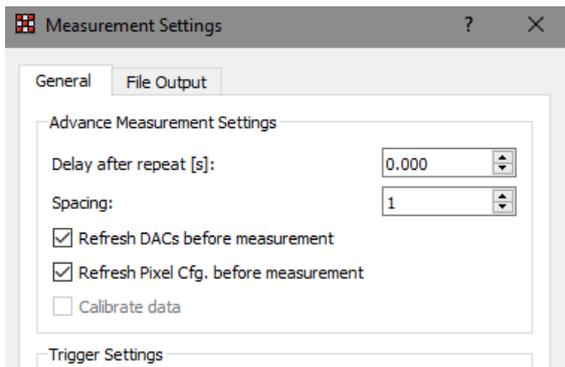 Measurement Settings ?
General File Output
Advance Measurement Settings
Delay after repeat [s]: 0.000
Spacing: 1
Refresh DACs before measurement
Refresh Pixel Cfg. before measurement
Calibrate data
Trigger Settings